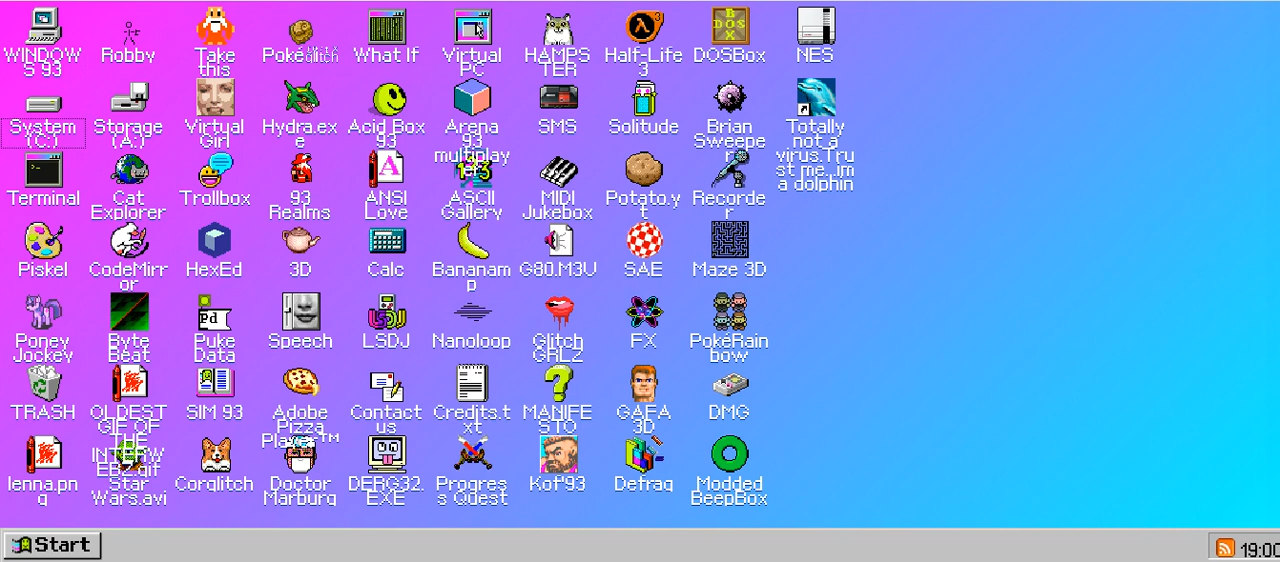 WINDOW
S 93
Robby
Take
this
Pokéglitch
What If
Virtual
PC
HAMPS
TER
Half-Life
3
DOSBox
NES
System
(C:)
Storage
(A:)
Virtual
Girl
Hydra.ex
e
Acid Box
93
Arena
93
multiplay
er
SMS
Solitude
Brian
Sweepe
r
Totally
not a
virus.Tru
st me..im
a dolphin
Terminal
Cat
Explorer
Trollbox
93
Realms
ANSI
Love
ASCII
Gallery
MIDI
Jukebox
Potato.y
t
Recorde
r
Piskel
CodeMirr
or
HexEd
3D
Calc
Bananam
p
G80.M3U
SAE
Maze 3D
Poney
Jockey
Byte
Beat
Puke
Data
Speech
LSDJ
Nanoloop
Glitch
GRLZ
FX
PokéRain
bow
TRASH
OLDEST
GIF OF
THE
INTERW
EBZ.gif
SIM 93
Adobe
Pizza
Player™
Contact
us
Credits.t
xt
MANIFE
STO
GAFA
3D
DMG
lenna.pn
g
Star
Wars.avi
Corglitch
Doctor
Marburg
DERG32.
EXE
Progres
s Qdest
Kof'93
Defrag
Modded
BeepBox
Start
19:00